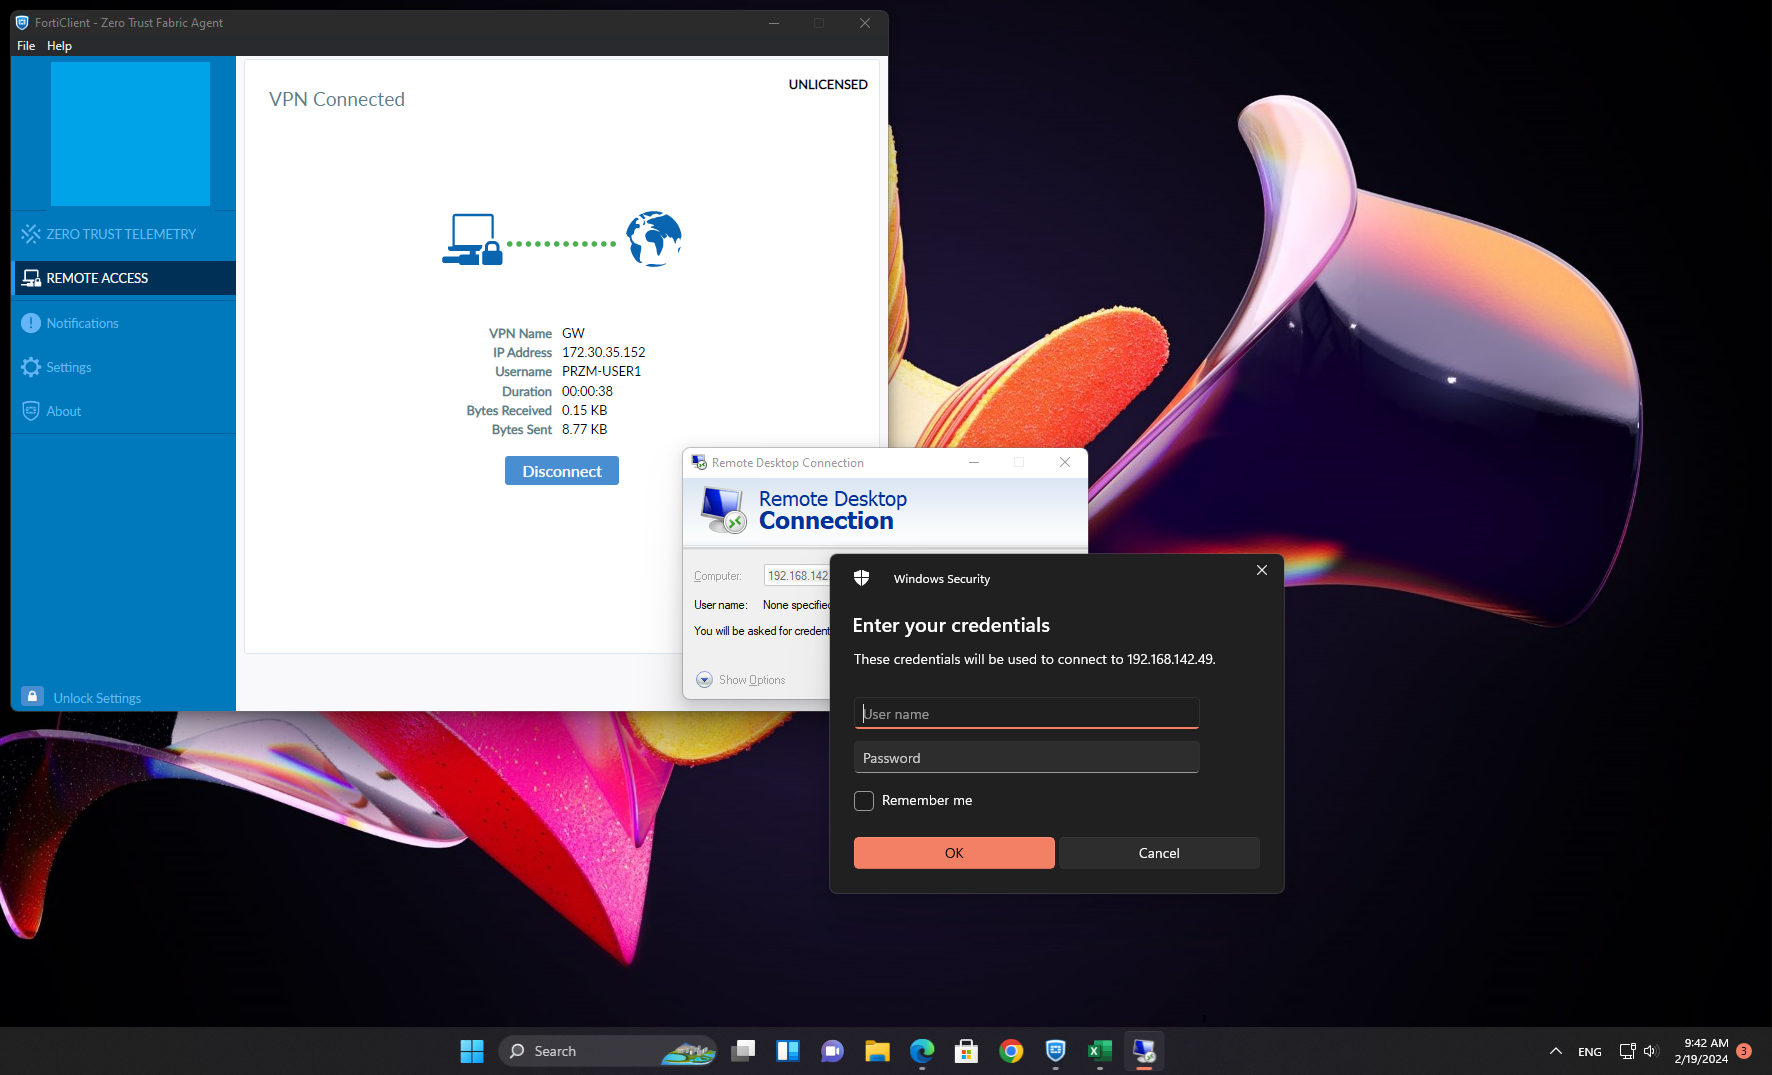 FortiClient - Zero Trust Fabric Agent
File Help
UNLICENSED
VPN Connected
ZERO TRUST TELEMETRY
REMOTE ACCESS
Notifications
Settings
About
Unlock Settings
VPN Name GW
IP Address 172.30.35.152
Username PRZM-USER1
Duration 00:00:38
Bytes Received 0.15 KB
Bytes Sent 8.77 KB
Disconnect
Remote Desktop Connection
Remote Desktop
Connection
Computer: 192.168.142.
User name: None specified
You will be asked for credent
Show Options
Windows Security
Enter your credentials
These credentials will be used to connect to 192.168.142.49.
User name
Password
Remember me
OK Cancel
Search
ENG
9:42 AM
2/19/2024
3